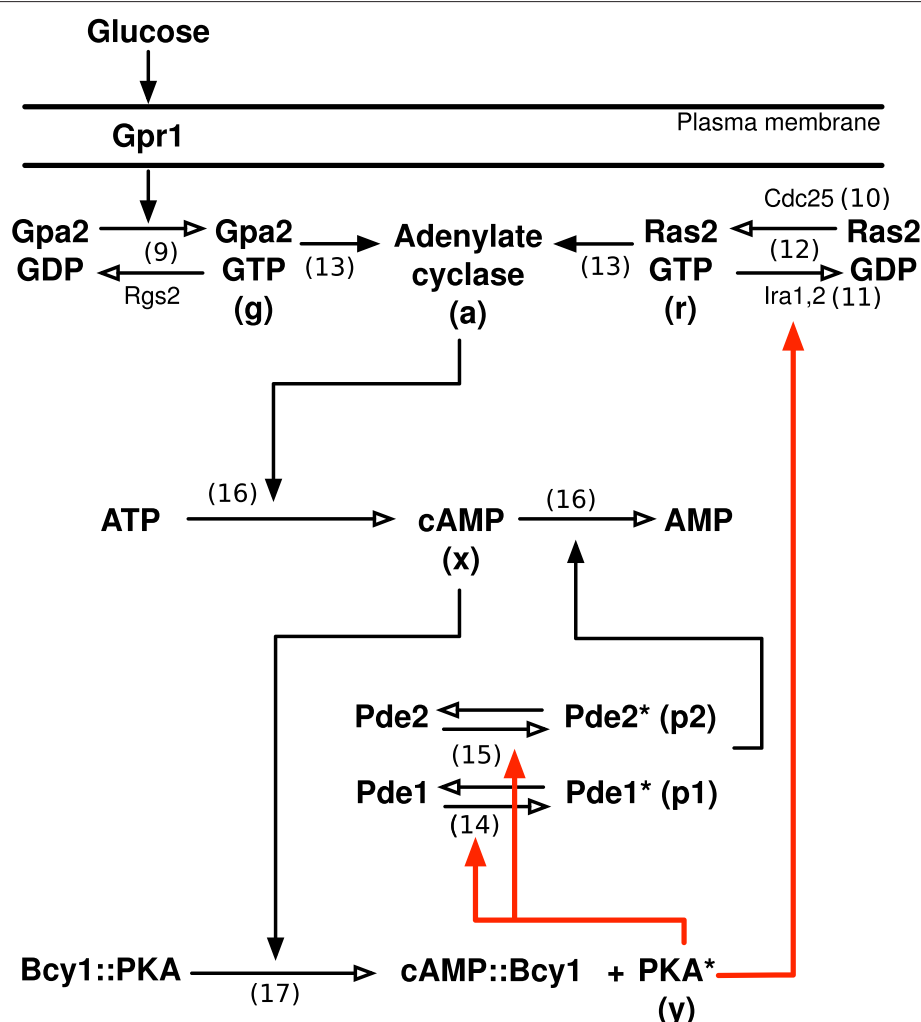 Glucose
Plasma membrane
Gpr1
Cdc25 (10)
Gpa2 Gpa2 Adenylate Ras2 Ras2
(9) (12)
GDP GTP (13) cyclase (13) GTP GDP
Rgs2 Ira1,2 (11)
(g) (a) (r)
(16) (16)
ATP cAMP AMP
(x)
Pde2 Pde2* (p2)
(15)
Pde1 Pde1* (p1)
(14)
Bcy1::PKA cAMP::Bcy1 + PKA*
(17)
(y)